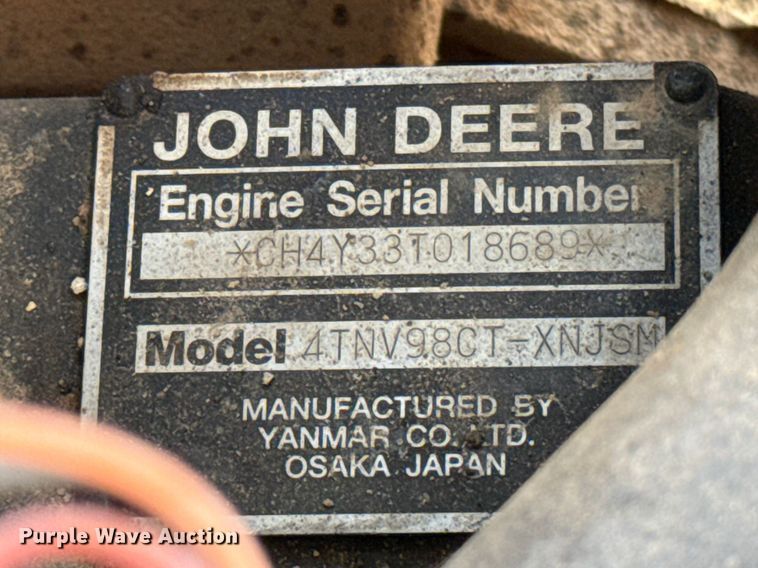 JOHN DEERE
Engine Serial Number
*CH4Y33T018689*
Model 4TNV98CT-XNJSM
MANUFACTURED BY
YANMAR CO. LTD.
OSAKA JAPAN
Purple Wave Auction